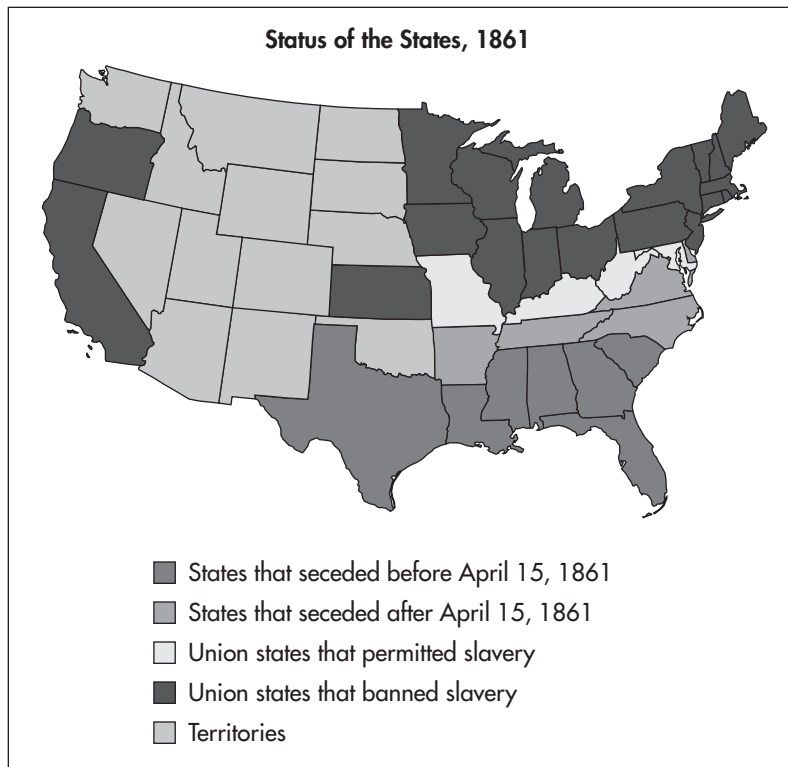 Status of the States, 1861
States that seceded before April 15, 1861
States that seceded after April 15, 1861
Union states that permitted slavery
Union states that banned slavery
Territories